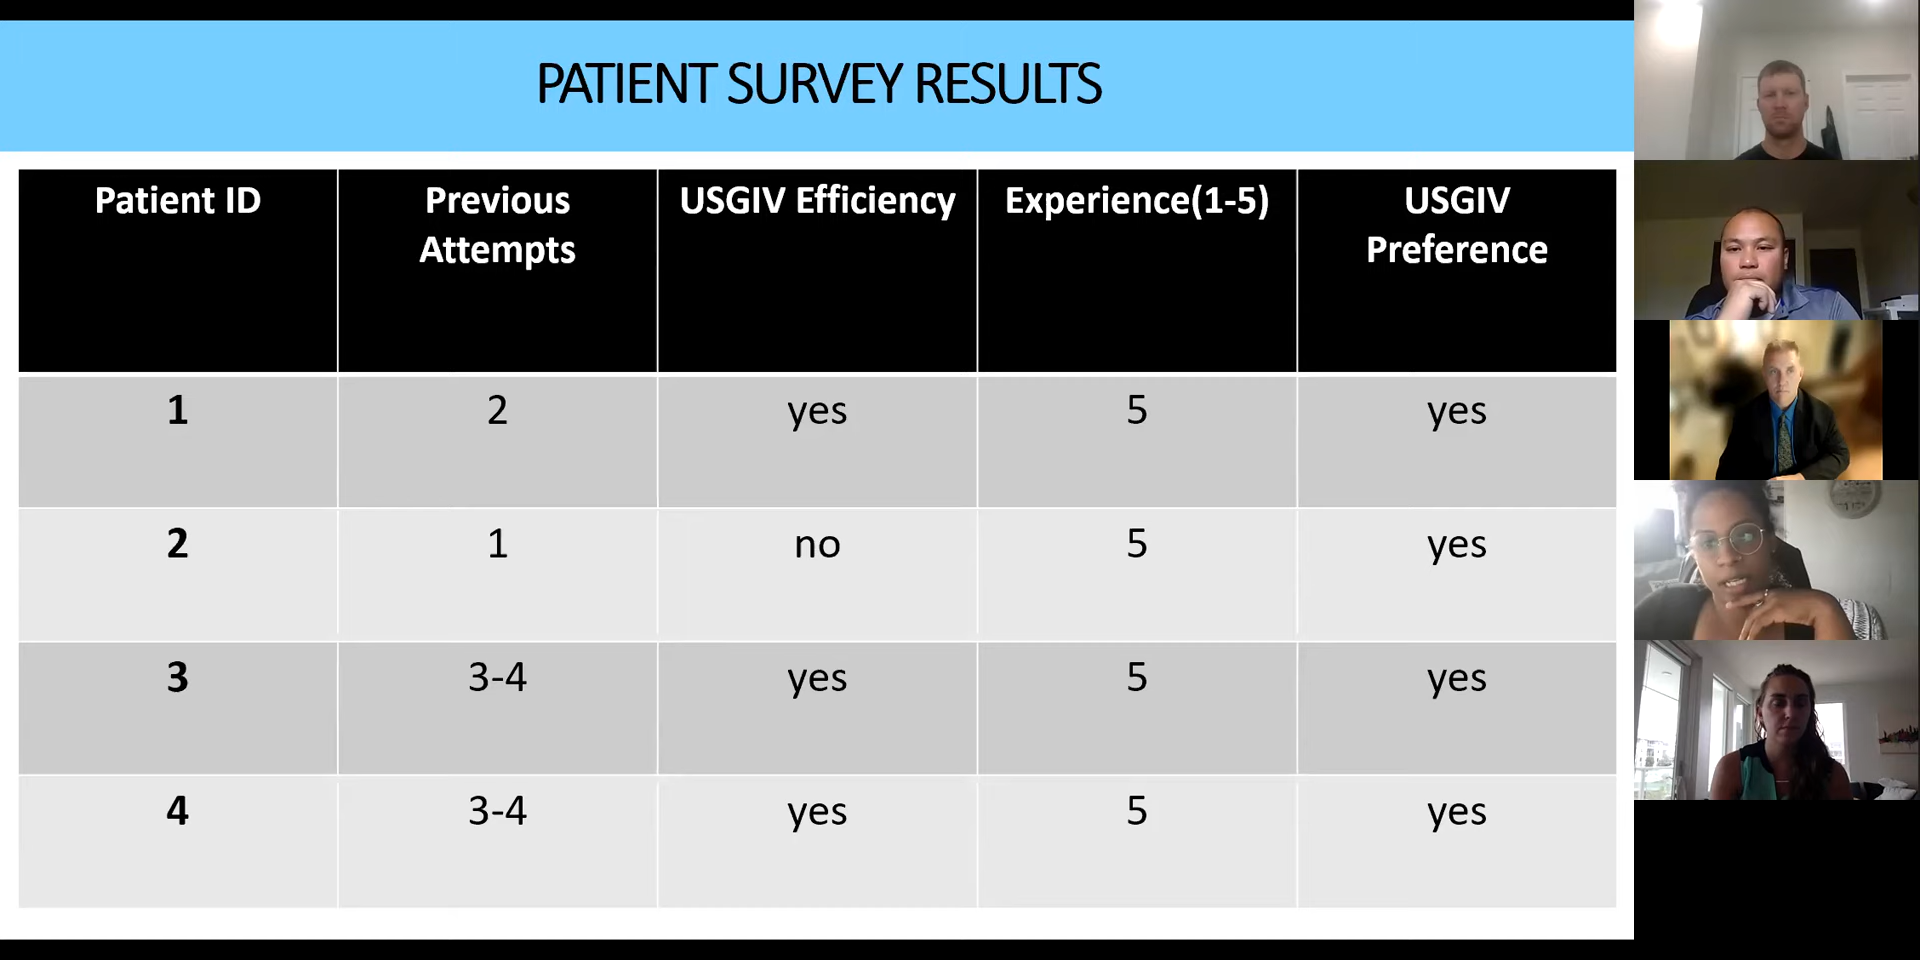 PATIENT SURVEY RESULTS
Patient ID Previous Attempts USGIV Efficiency Experience(1-5) USGIV Preference
1 2 yes 5 yes
2 1 no 5 yes
3 3-4 yes 5 yes
4 3-4 yes 5 yes